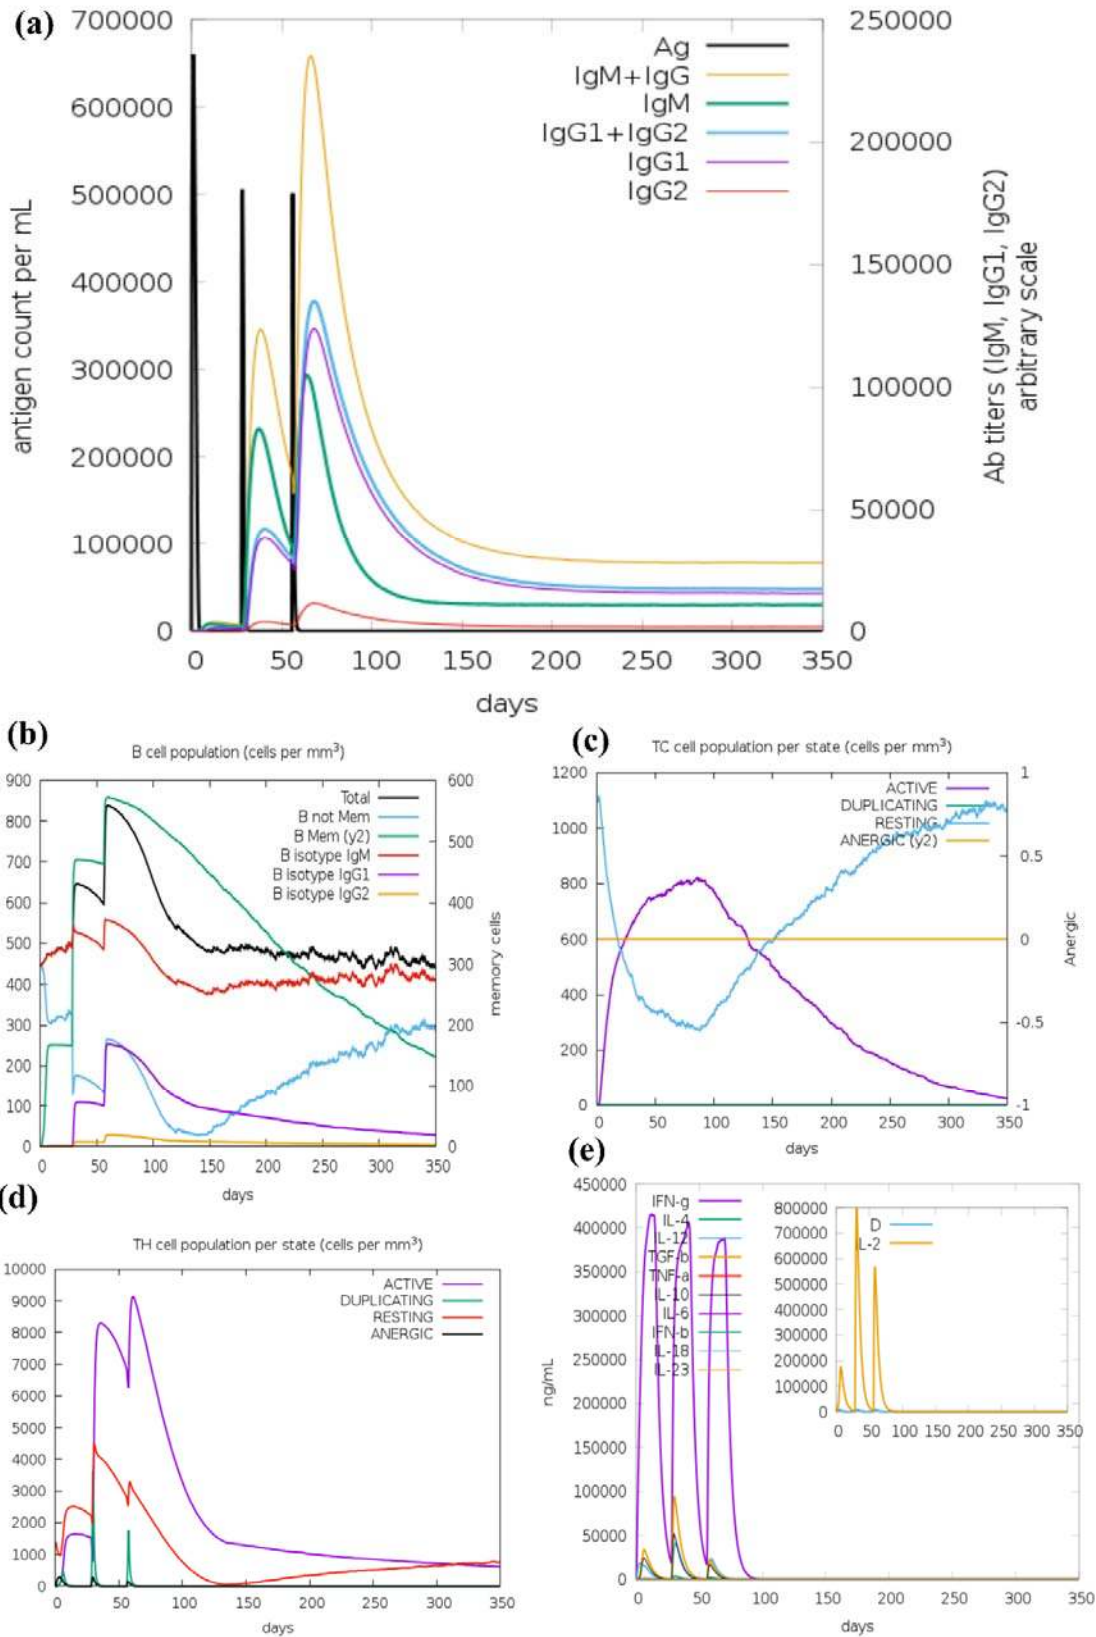 (a)
700000
600000
500000
400000
300000
200000
100000
0
antigen count per mL
250000
200000
150000
100000
50000
0
Ab titers (IgM, IgG1, IgG2)
arbitrary scale
Ag
IgM+IgG
IgM
IgG1+IgG2
IgG1
IgG2
0 50 100 150 200 250 300 350
days
(b)
B cell population (cells per mm³)
900
800
700
600
500
400
300
200
100
0
600
500
400
300
200
100
0
memory cells
Total
B not Mem
B Mem (y2)
B isotype IgM
B isotype IgG1
B isotype IgG2
0 50 100 150 200 250 300 350
days
(c)
TC cell population per state (cells per mm³)
1200
1000
800
600
400
200
0
1
0.5
0
-0.5
-1
Anergic
ACTIVE
DUPLICATING
RESTING
ANERGIC (y2)
0 50 100 150 200 250 300 350
days
(d)
TH cell population per state (cells per mm³)
10000
9000
8000
7000
6000
5000
4000
3000
2000
1000
0
ACTIVE
DUPLICATING
RESTING
ANERGIC
0 50 100 150 200 250 300 350
days
(e)
450000
400000
350000
300000
250000
200000
150000
100000
50000
0
ng/mL
IFN-g
IL-4
IL-12
TGF-b
TNF-a
IL-10
IL-6
IFN-b
IL-18
IL-23
800000
700000
600000
500000
400000
300000
200000
100000
0
D
IL-2
0 50 100 150 200 250 300 350
0 50 100 150 200 250 300 350
days